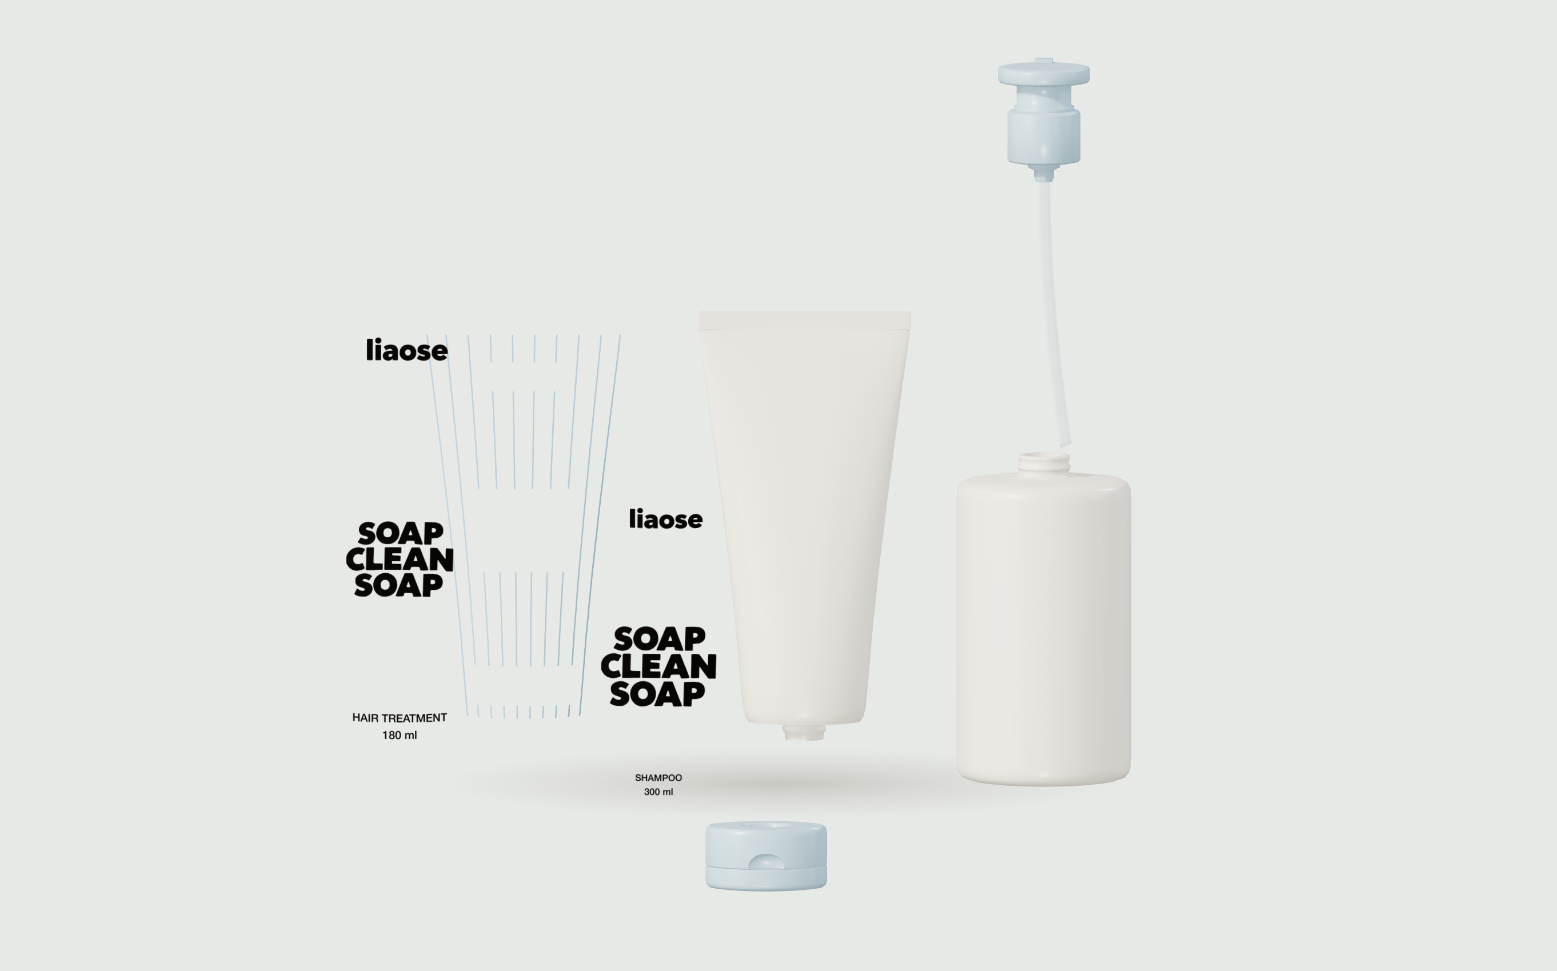 liaose
SOAP
CLEAN
SOAP
HAIR TREATMENT
180 ml
liaose
SOAP
CLEAN
SOAP
SHAMPOO
300 ml